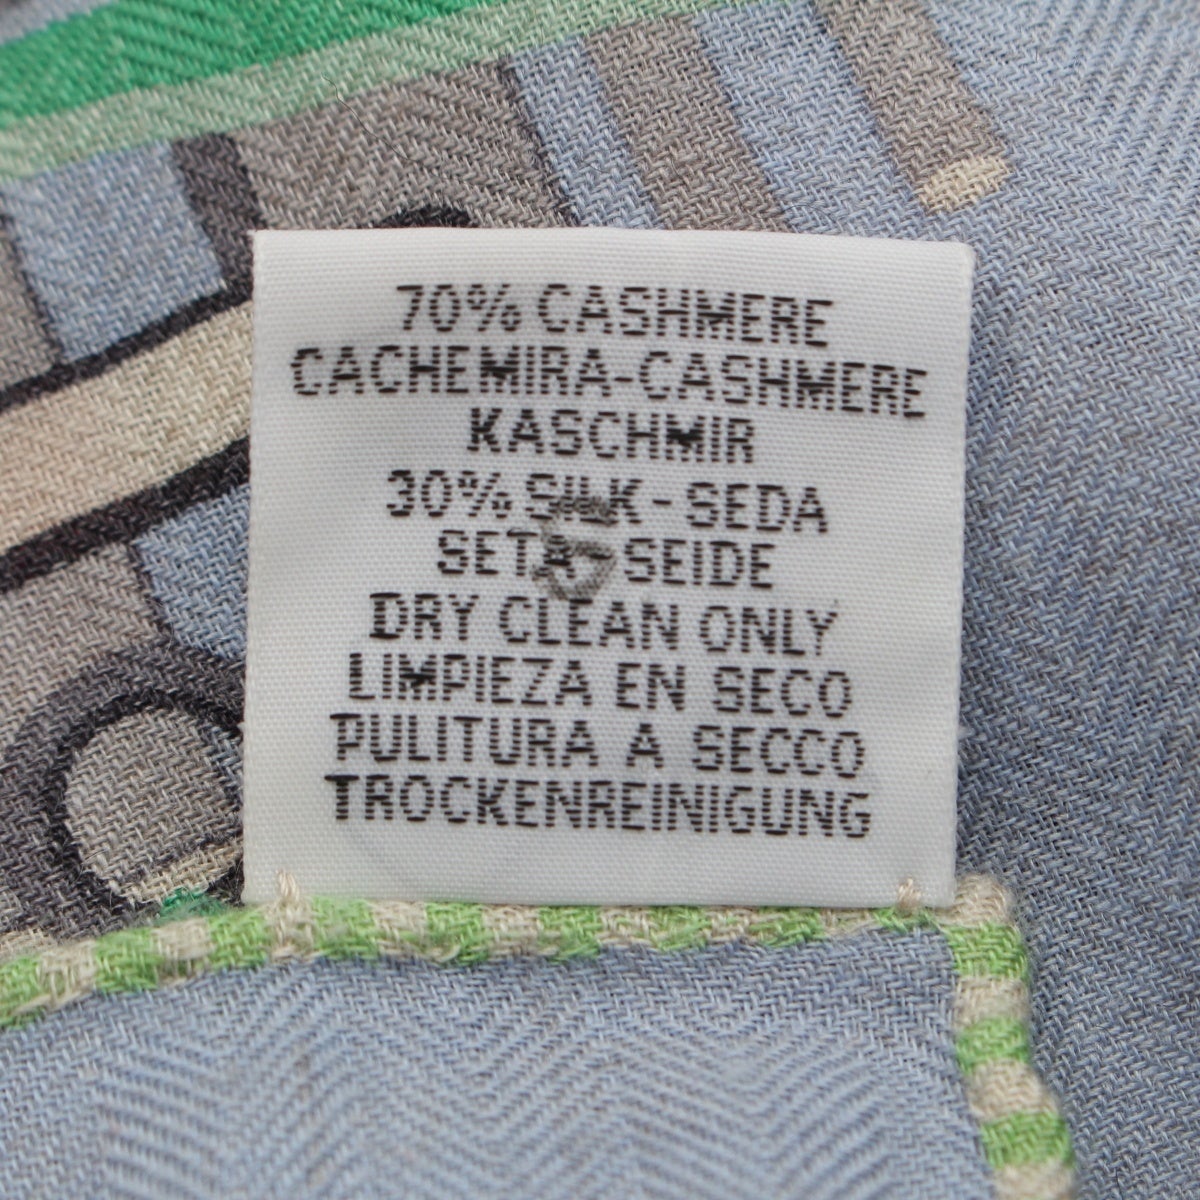 70% CASHMERE
CACHEMIRA-CASHMERE
KASCHMIR
30% SILK-SEDA
SETA SEIDE
DRY CLEAN ONLY
LIMPIEZA EN SECO
PULITURA A SECCO
TROCKENREINIGUNG